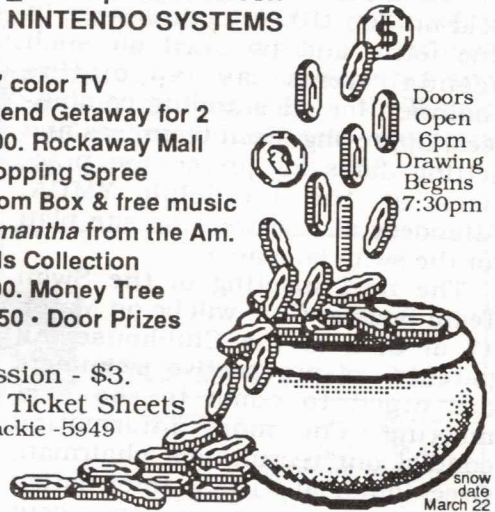 NINTENDO SYSTEMS
color TV
end Getaway for 2
00. Rockaway Mall
opping Spree
om Box & free music
mantha from the Am.
ls Collection
00. Money Tree
50 - Door Prizes
ssion - $3.
Ticket Sheets
ackie -5949
$
Doors
Open
6pm
Drawing
Begins
7:30pm
snow
date
March 22